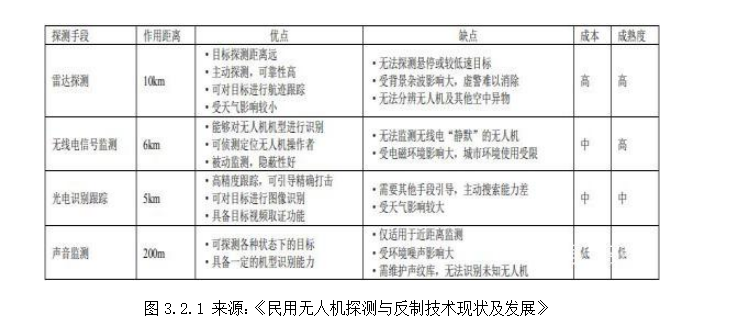 探测手段 作用距离 优点 缺点 成本 成熟度
雷达探测 10km
·目标探测距离远
·主动探测，可靠性高
·可对目标进行航迹跟踪
·受天气影响较小
·无法探测悬停或较低速目标
·受背景杂波影响大，虚警难以消除
·无法分辨无人机及其他空中异物
高 高
无线电信号监测 6km
·能够对无人机机型进行识别
·可侦测定位无人机操作者
·被动监测，隐蔽性好
·无法监测无线电“静默”的无人机
·受电磁环境影响大，城市环境使用受限
中 高
光电识别跟踪 5km
·高精度跟踪，可引导精确打击
·可对目标进行图像识别
·具备目标视频取证功能
·需要其他手段引导，主动搜索能力差
·受天气影响较大
中 中
声音监测 200m
·可探测各种状态下的目标
·具备一定的机型识别能力
·仅适用于近距离监测
·受环境噪声影响大
·需维护声纹库，无法识别未知无人机
低 低
图 3.2.1 来源：《民用无人机探测与反制技术现状及发展》